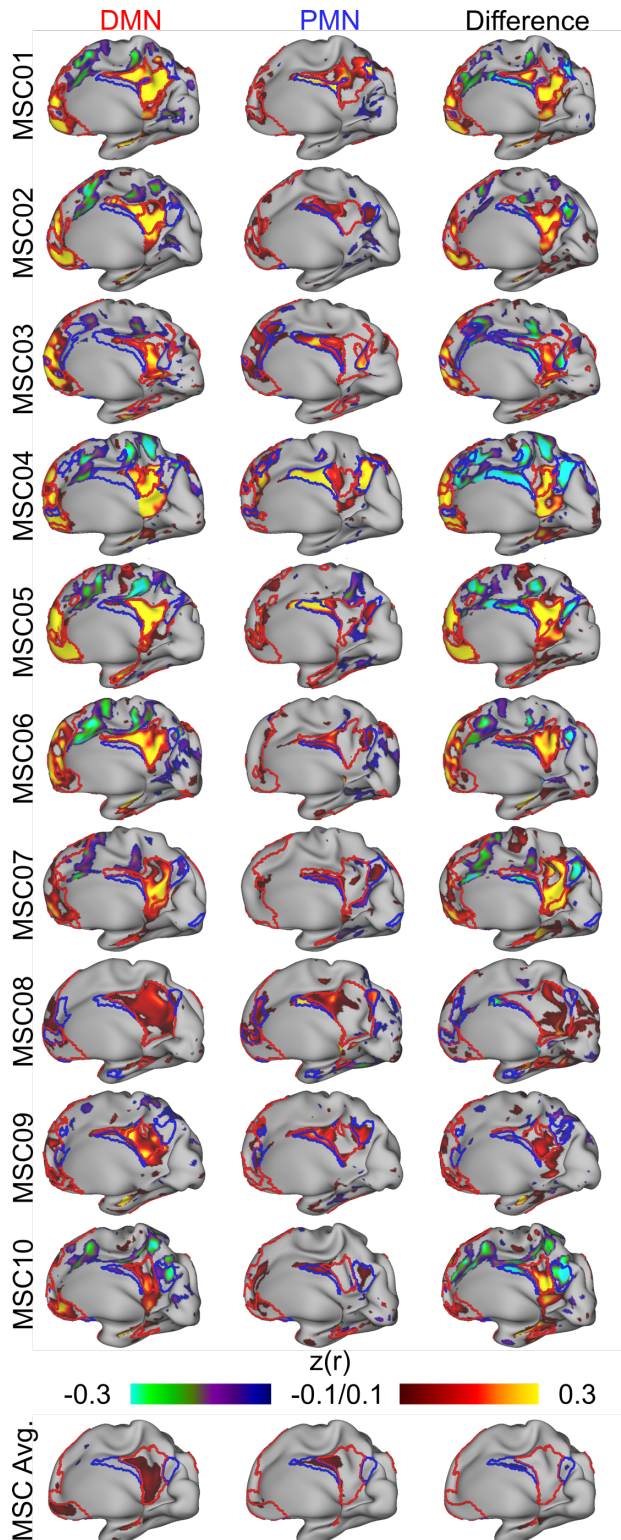 DMN PMN Difference
MSC01
MSC02
MSC03
MSC04
MSC05
MSC06
MSC07
MSC08
MSC09
MSC10
z(r)
-0.3 -0.1/0.1 0.3
MSC Avg.